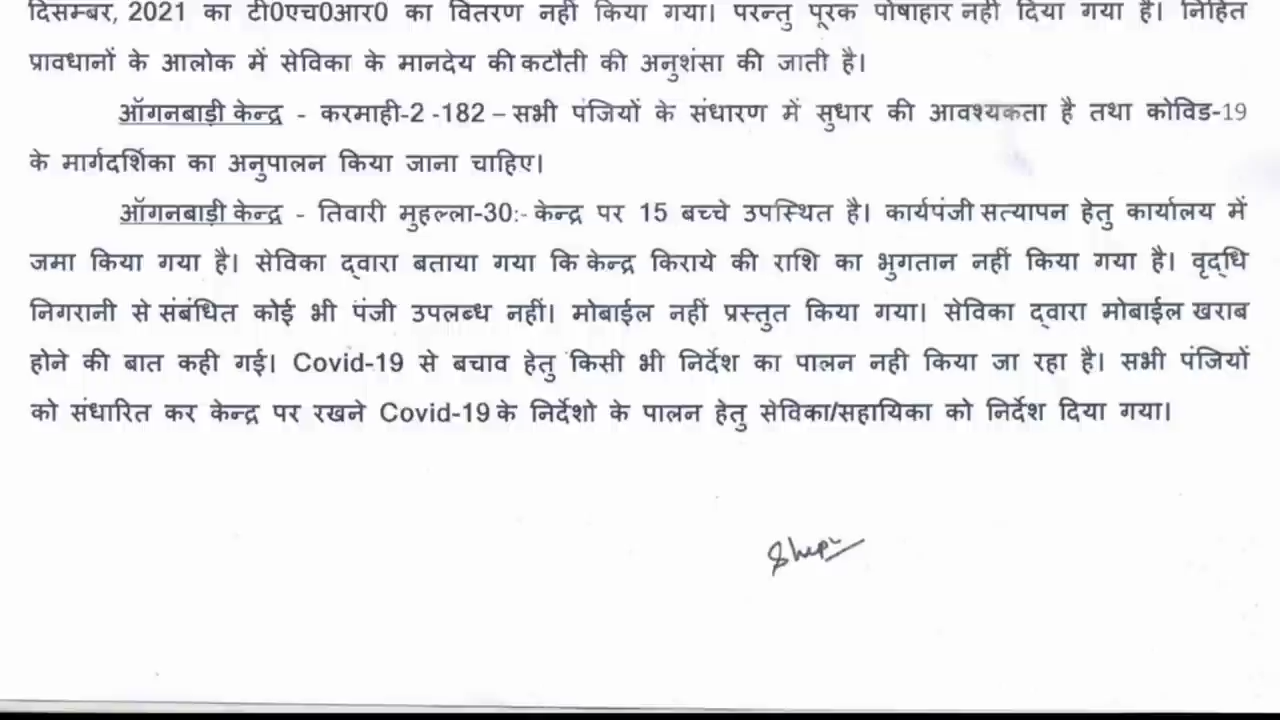 दिसम्बर, 2021 का टी0एच0आर0 का वितरण नही किया गया। परन्तु पूरक पोषाहार नही दिया गया है। निहित
प्रावधानों के आलोक में सेविका के मानदेय की कटौती की अनुशंसा की जाती है।
ऑगनबाड़ी केन्द्र - करमाही-2 -182 – सभी पंजियों के संधारण में सुधार की आवश्यकता है तथा कोविड-19
के मार्गदर्शिका का अनुपालन किया जाना चाहिए।
ऑगनबाड़ी केन्द्र - तिवारी मुहल्ला-30:- केन्द्र पर 15 बच्चे उपस्थित है। कार्यपंजी सत्यापन हेतु कार्यालय में
जमा किया गया है। सेविका द्वारा बताया गया कि केन्द्र किराये की राशि का भुगतान नहीं किया गया है। वृद्धि
निगरानी से संबंधित कोई भी पंजी उपलब्ध नहीं। मोबाईल नहीं प्रस्तुत किया गया। सेविका द्वारा मोबाईल खराब
होने की बात कही गई। Covid-19 से बचाव हेतु किसी भी निर्देश का पालन नही किया जा रहा है। सभी पंजियों
को संधारित कर केन्द्र पर रखने Covid-19 के निर्देशो के पालन हेतु सेविका/सहायिका को निर्देश दिया गया।